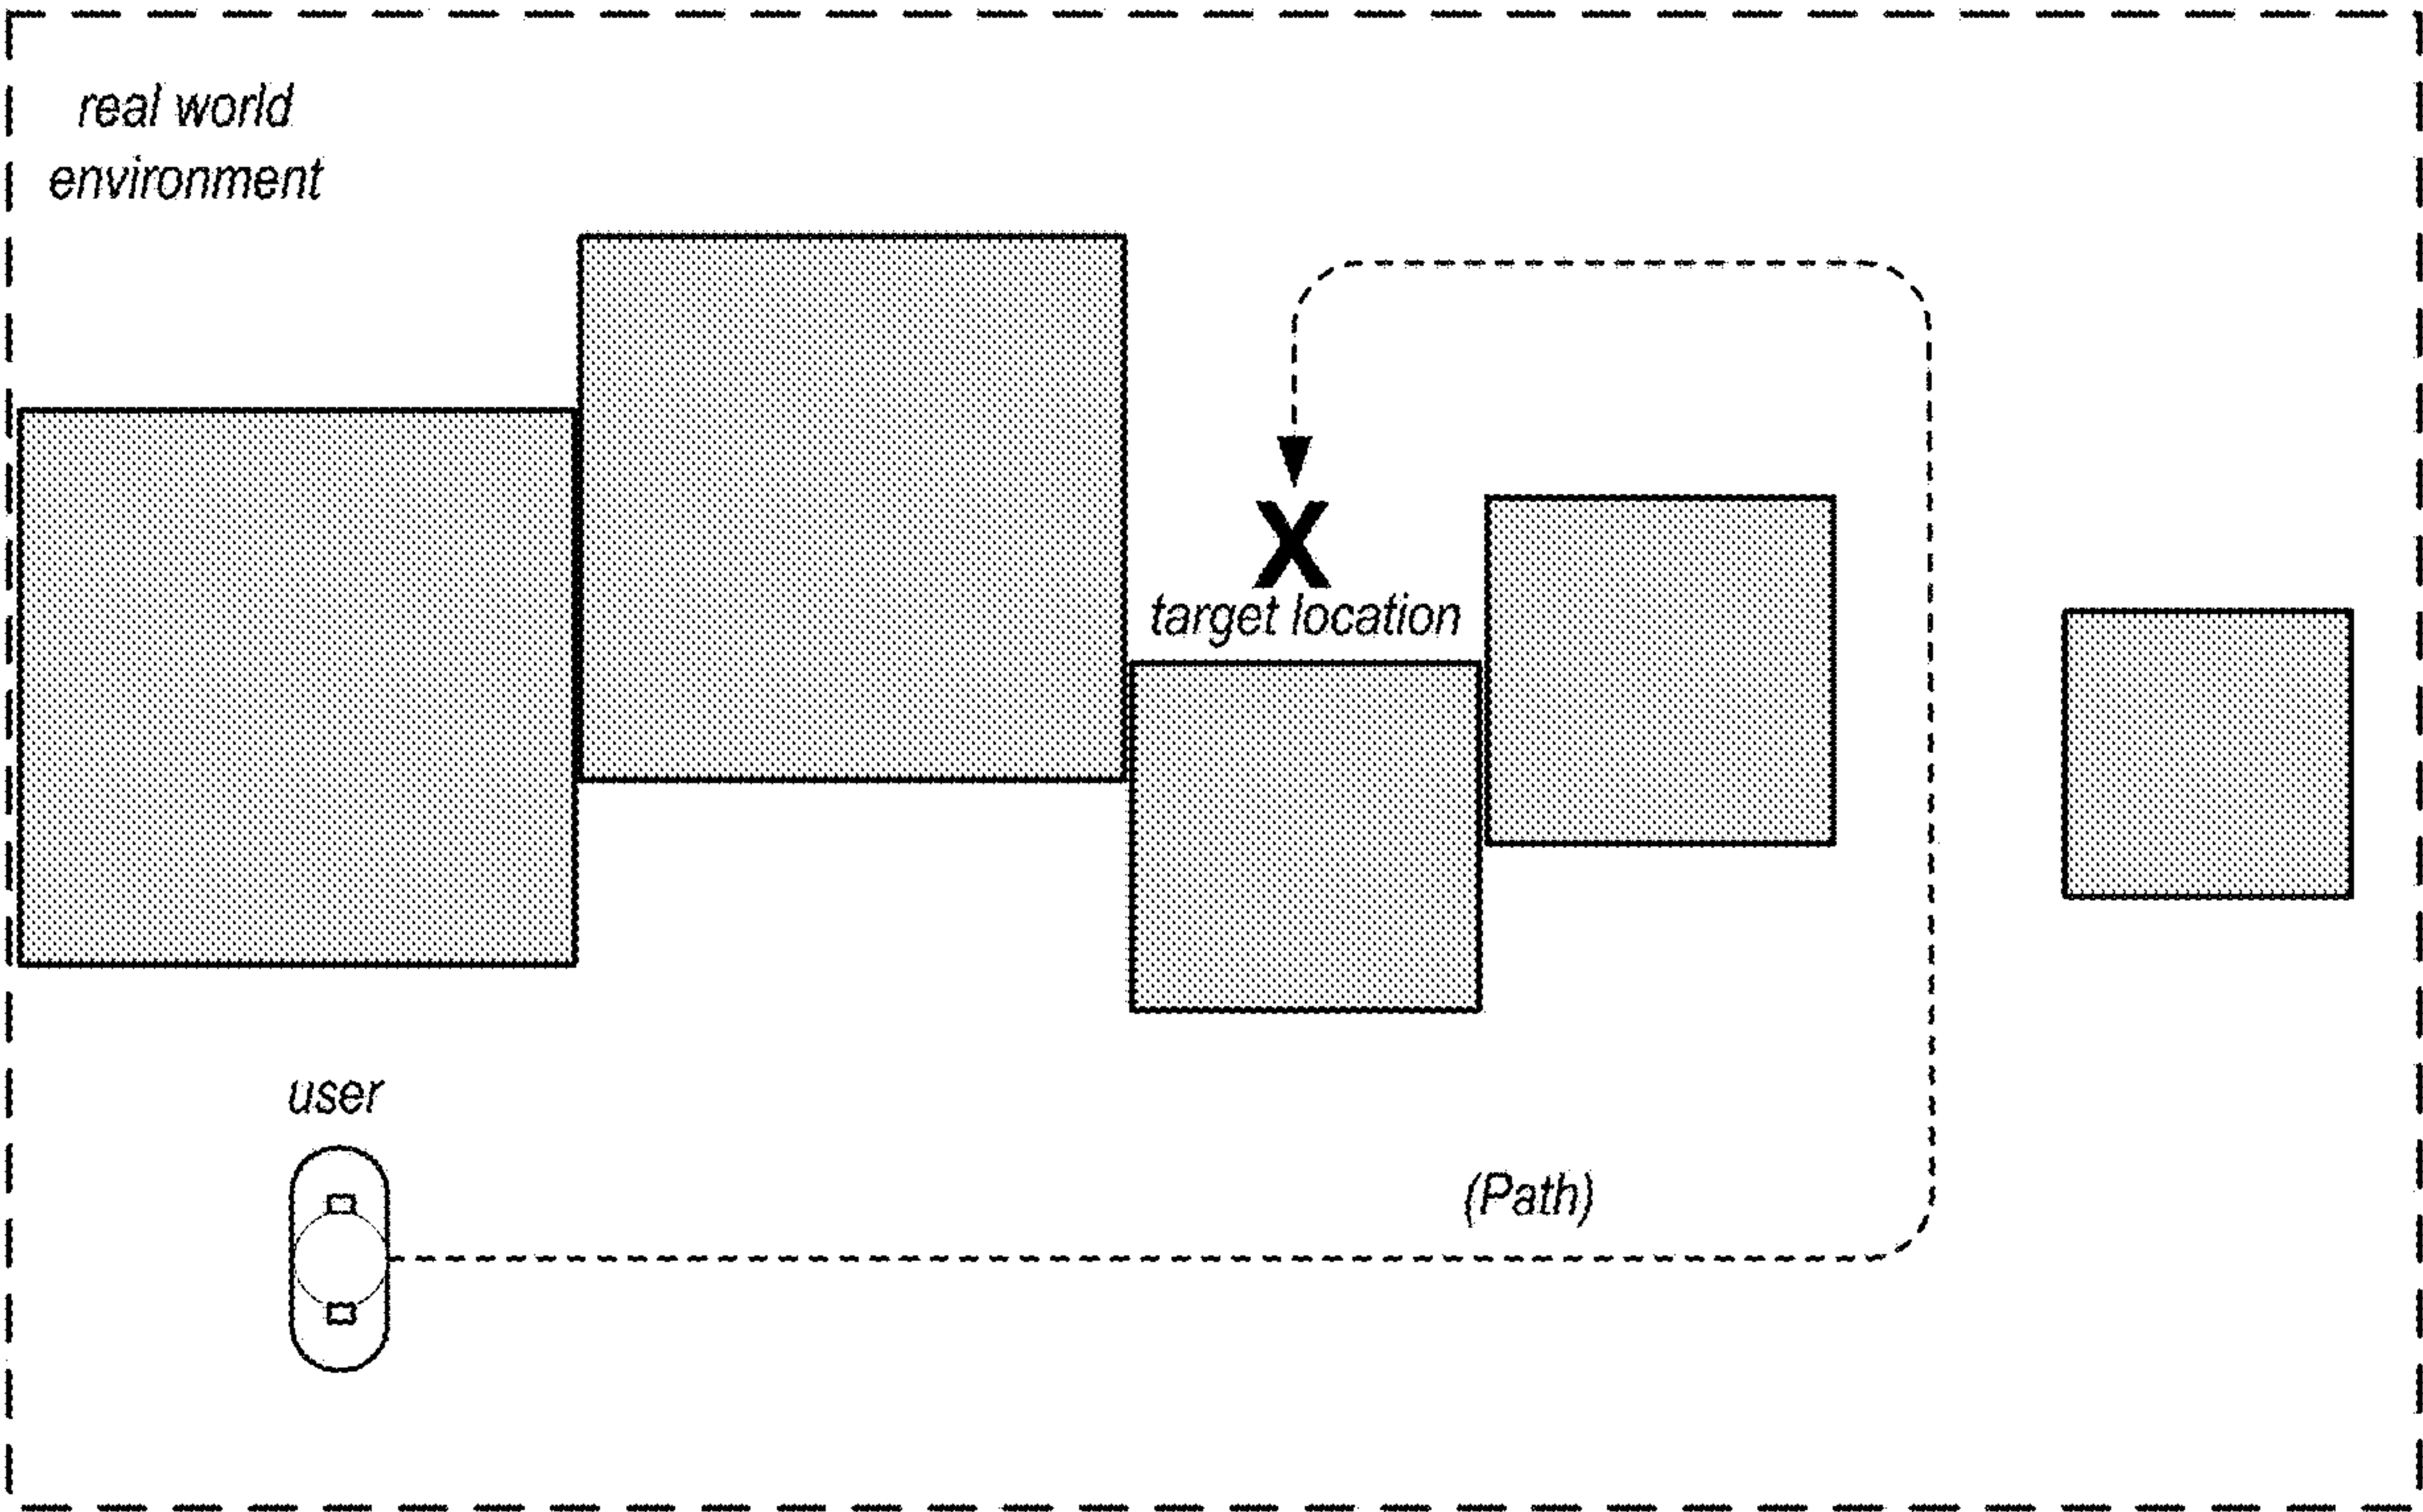 real world
environment
X
target location
user
(Path)